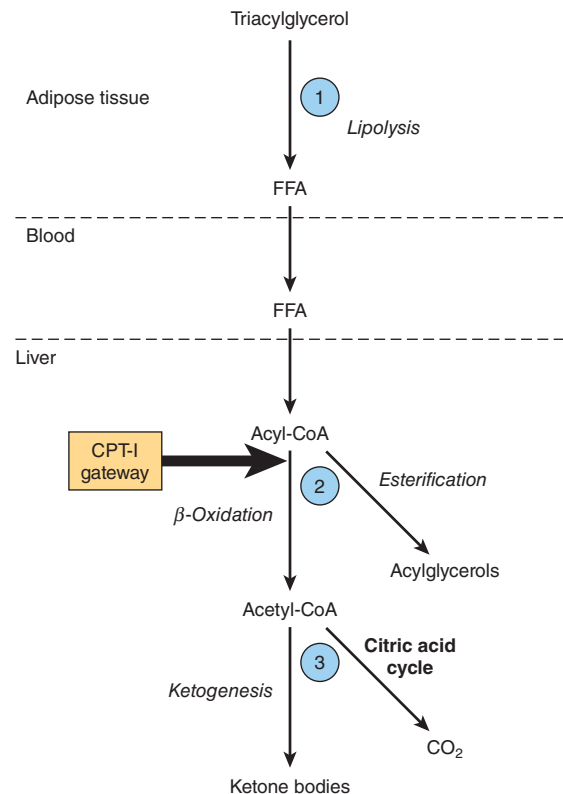 Triacylglycerol
Adipose tissue
1
Lipolysis
FFA
Blood
FFA
Liver
Acyl-CoA
CPT-I
gateway
2
Esterification
β-Oxidation
Acylglycerols
Acetyl-CoA
Citric acid
cycle
3
Ketogenesis
CO₂
Ketone bodies